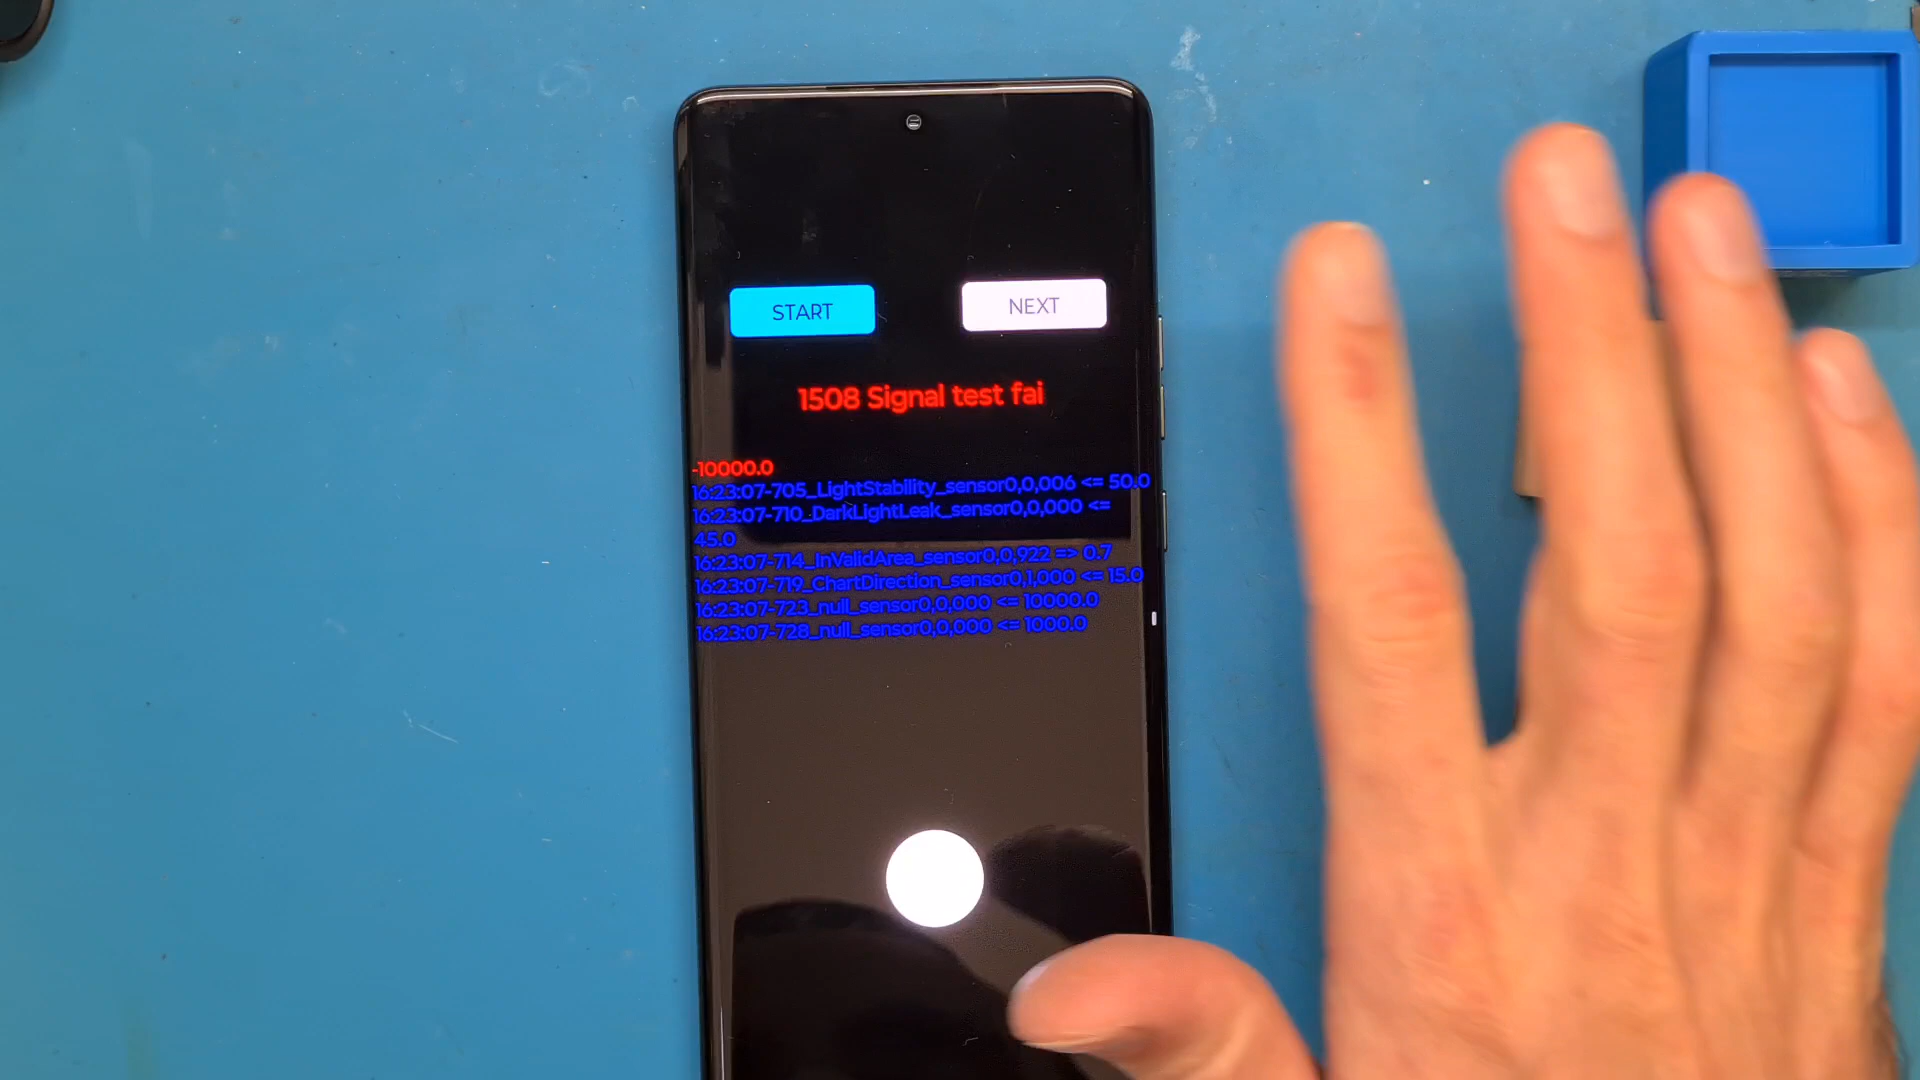 START
NEXT
1508 Signal test fai
-10000.0
16:23:07-705_LightStability_sensor0,0,006 <= 50.0
16:23:07-710_DarkLightLeak_sensor0,0,000 <=
45.0
16:23:07-714_InValidArea_sensor0,0,922 => 0.7
16:23:07-719_ChartDirection_sensor0,1,000 <= 15.0
16:23:07-723_null_sensor0,0,000 <= 10000.0
16:23:07-728_null_sensor0,0,000 <= 1000.0